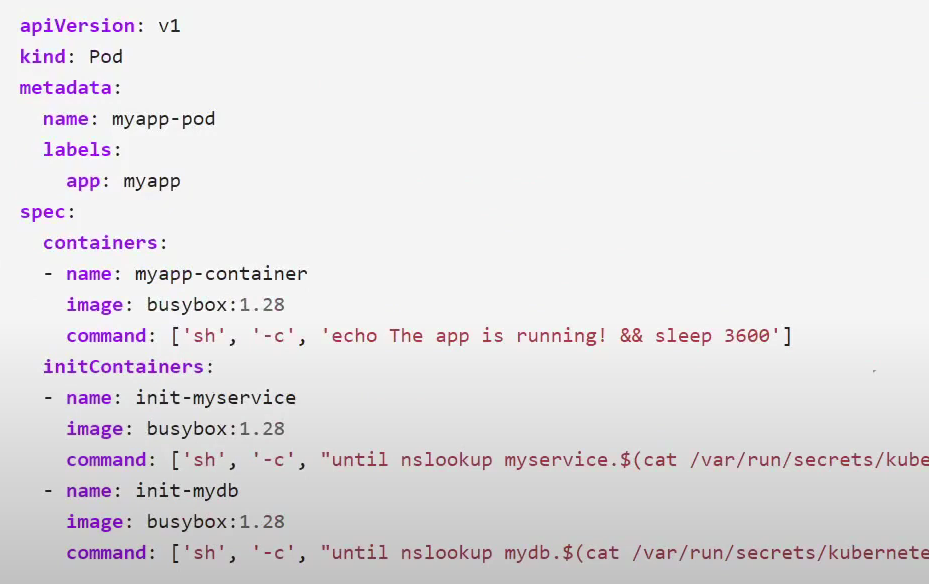 apiVersion: v1
kind: Pod
metadata:
  name: myapp-pod
  labels:
    app: myapp
spec:
  containers:
  - name: myapp-container
    image: busybox:1.28
    command: ['sh', '-c', 'echo The app is running! && sleep 3600']
  initContainers:
  - name: init-myservice
    image: busybox:1.28
    command: ['sh', '-c', "until nslookup myservice.$(cat /var/run/secrets/kube
  - name: init-mydb
    image: busybox:1.28
    command: ['sh', '-c', "until nslookup mydb.$(cat /var/run/secrets/kubernete